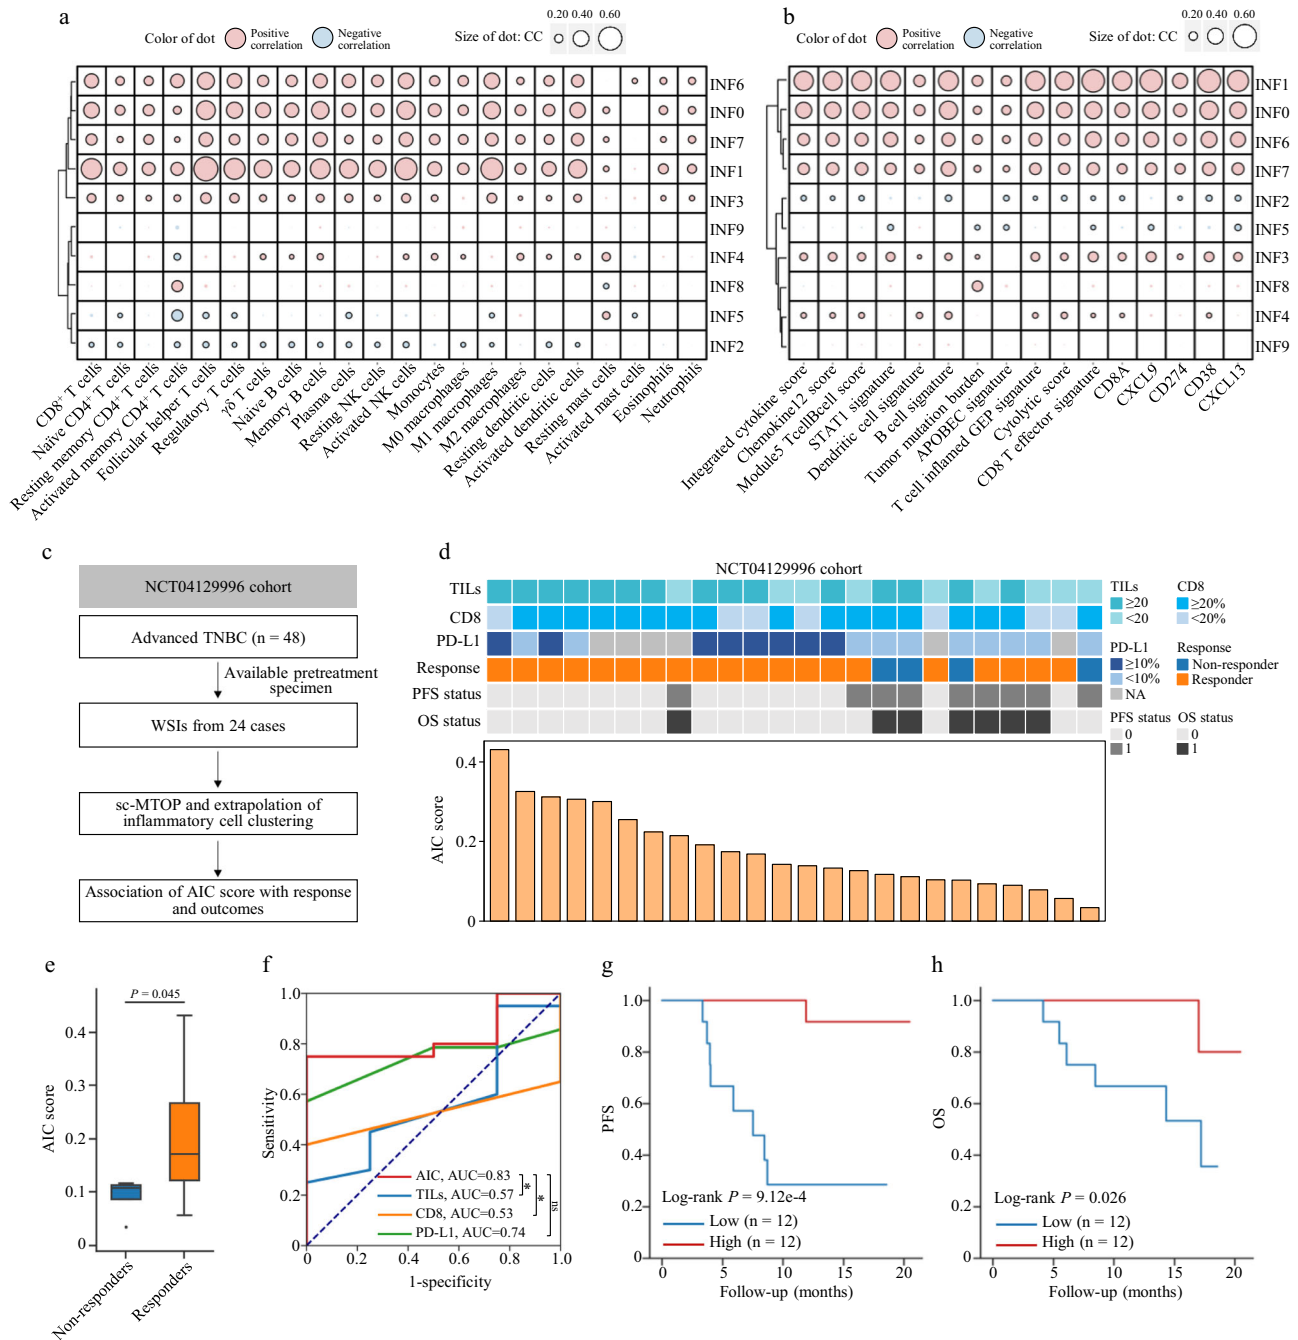 a
Color of dot
Positive
correlation
Negative
correlation
Size of dot: CC
0.20 0.40 0.60
INF6
INF0
INF7
INF1
INF3
INF9
INF4
INF8
INF5
INF2
CD8+ T cells
Naïve CD4+ T cells
Resting memory CD4+ T cells
Activated memory CD4+ T cells
Follicular helper T cells
Regulatory T cells
γδ T cells
Naïve B cells
Memory B cells
Plasma cells
Resting NK cells
Activated NK cells
Monocytes
M0 macrophages
M1 macrophages
M2 macrophages
Resting dendritic cells
Activated dendritic cells
Resting mast cells
Activated mast cells
Eosinophils
Neutrophils
b
Color of dot
Positive
correlation
Negative
correlation
Size of dot: CC
0.20 0.40 0.60
INF1
INF0
INF6
INF7
INF2
INF5
INF3
INF8
INF4
INF9
Integrated cytokine score
Chemokine12 score
Module5 TcellBcell score
STAT1 signature
Dendritic cell signature
B cell signature
Tumor mutation burden
APOBEC signature
T cell inflamed GEP signature
Cytolytic score
CD8 T effector signature
CD8A
CXCL9
CD274
CD38
CXCL13
c
NCT04129996 cohort
Advanced TNBC (n = 48)
Available pretreatment
specimen
WSIs from 24 cases
sc-MTOP and extrapolation of
inflammatory cell clustering
Association of AIC score with response
and outcomes
d
NCT04129996 cohort
TILs
CD8
PD-L1
Response
PFS status
OS status
TILs
≥20
<20
CD8
≥20%
<20%
PD-L1
≥10%
<10%
NA
Response
Non-responder
Responder
PFS status
0
1
OS status
0
1
AIC score
0.4
0.2
0
e
P = 0.045
AIC score
0.4
0.3
0.2
0.1
0
Non-responders
Responders
f
Sensitivity
1.0
0.8
0.6
0.4
0.2
0
AIC, AUC=0.83
TILs, AUC=0.57
CD8, AUC=0.53
PD-L1, AUC=0.74
*
*
ns
0 0.2 0.4 0.6 0.8 1.0
1-specificity
g
PFS
1.0
0.8
0.6
0.4
0.2
0
Log-rank P = 9.12e-4
Low (n = 12)
High (n = 12)
0 5 10 15 20
Follow-up (months)
h
OS
1.0
0.8
0.6
0.4
0.2
0
Log-rank P = 0.026
Low (n = 12)
High (n = 12)
0 5 10 15 20
Follow-up (months)